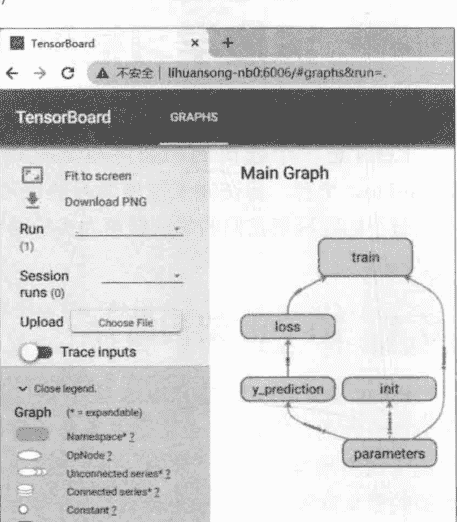 TensorBoard × +
← → C ▲ 不安全 | lihuansong-nb0:6006/#graphs&run=.
TensorBoard GRAPHS
Fit to screen
Download PNG
Run
(1)
Session
runs (0)
Upload Choose File
Trace inputs
Close legend.
Graph (* = expandable)
Namespace* ?
OpNode ?
Unconnected series* ?
Connected series* ?
Constant ?
Main Graph
train
loss
y_prediction
init
parameters